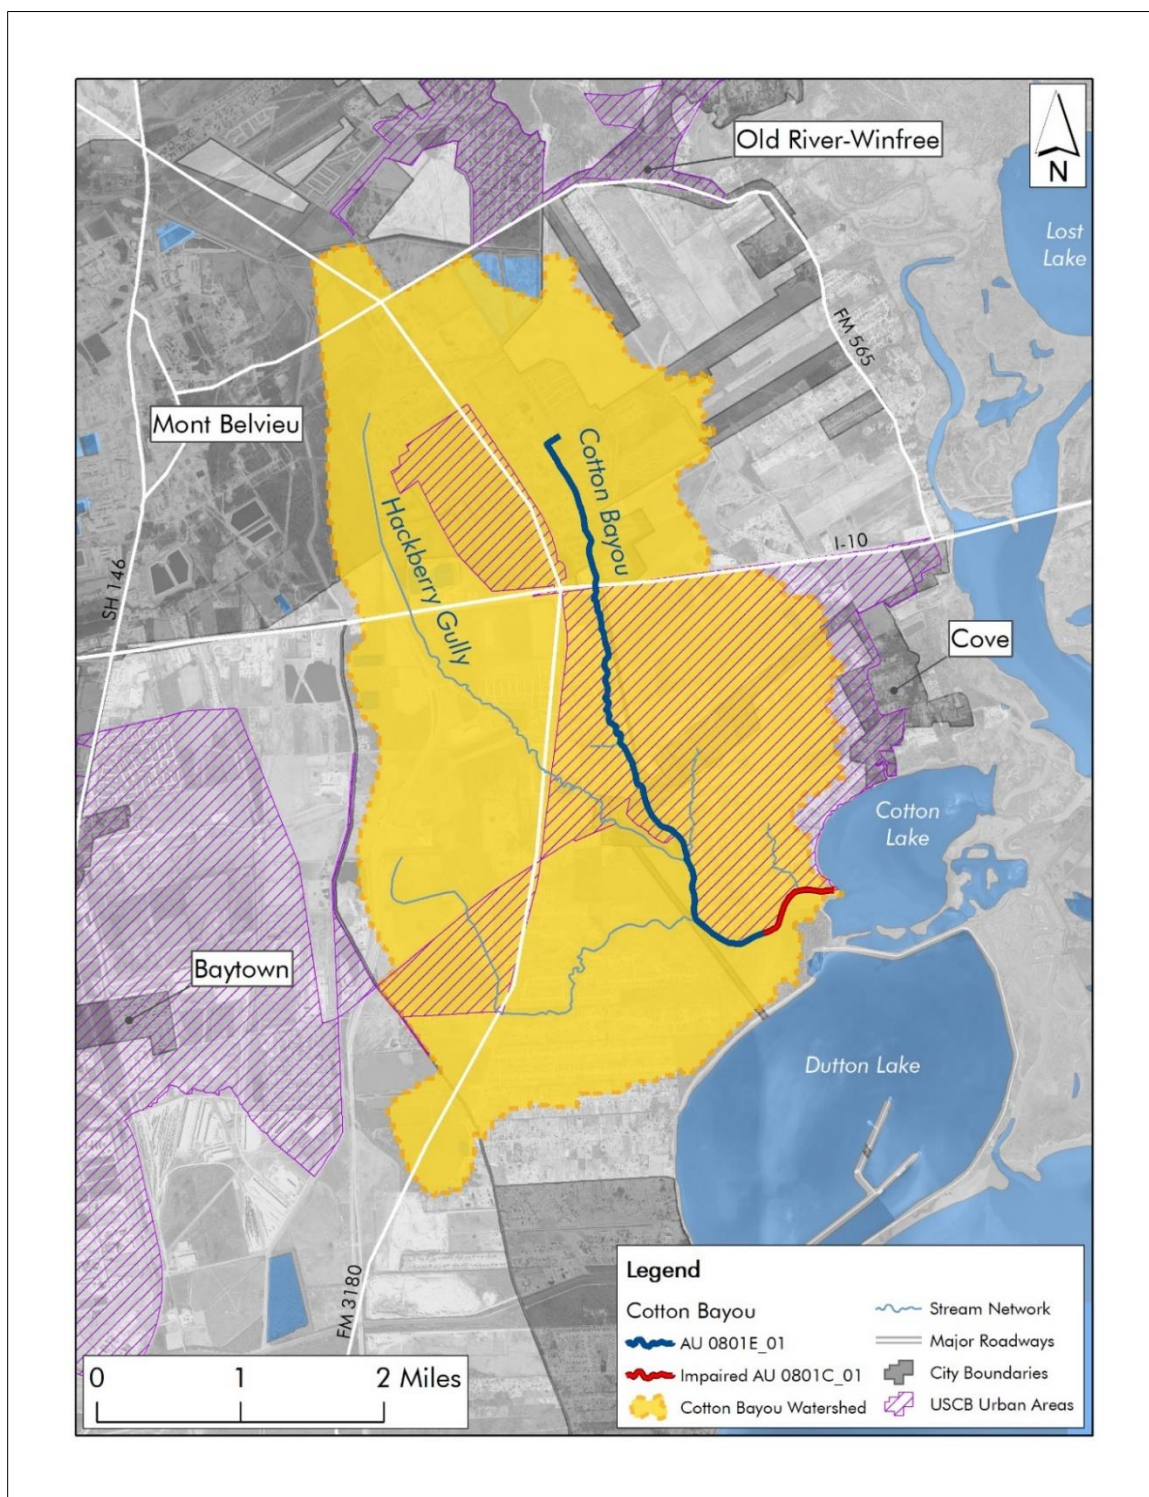 Old River-Winfree
N
Lost
Lake
FM 565
Mont Belvieu
Cotton Bayou
Hackberry Gully
I-10
SH 146
Cove
Cotton
Lake
Baytown
Dutton Lake
FM 3180
Legend
Cotton Bayou
AU 0801E_01
Impaired AU 0801C_01
Cotton Bayou Watershed
Stream Network
Major Roadways
City Boundaries
USCB Urban Areas
0 1 2 Miles